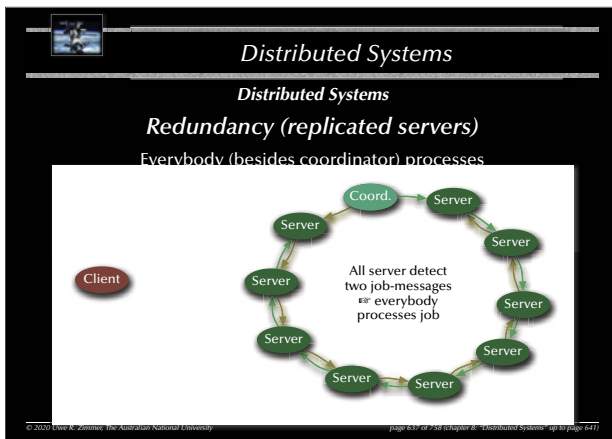 Distributed Systems
Distributed Systems
Redundancy (replicated servers)
Everybody (besides coordinator) processes
Coord.
Server
Server
Server
Client
Server
All server detect
two job-messages
☞ everybody
processes job
Server
Server
Server
Server
Server
© 2020 Uwe R. Zimmer, The Australian National University
page 637 of 758 (chapter 8: "Distributed Systems" up to page 641)